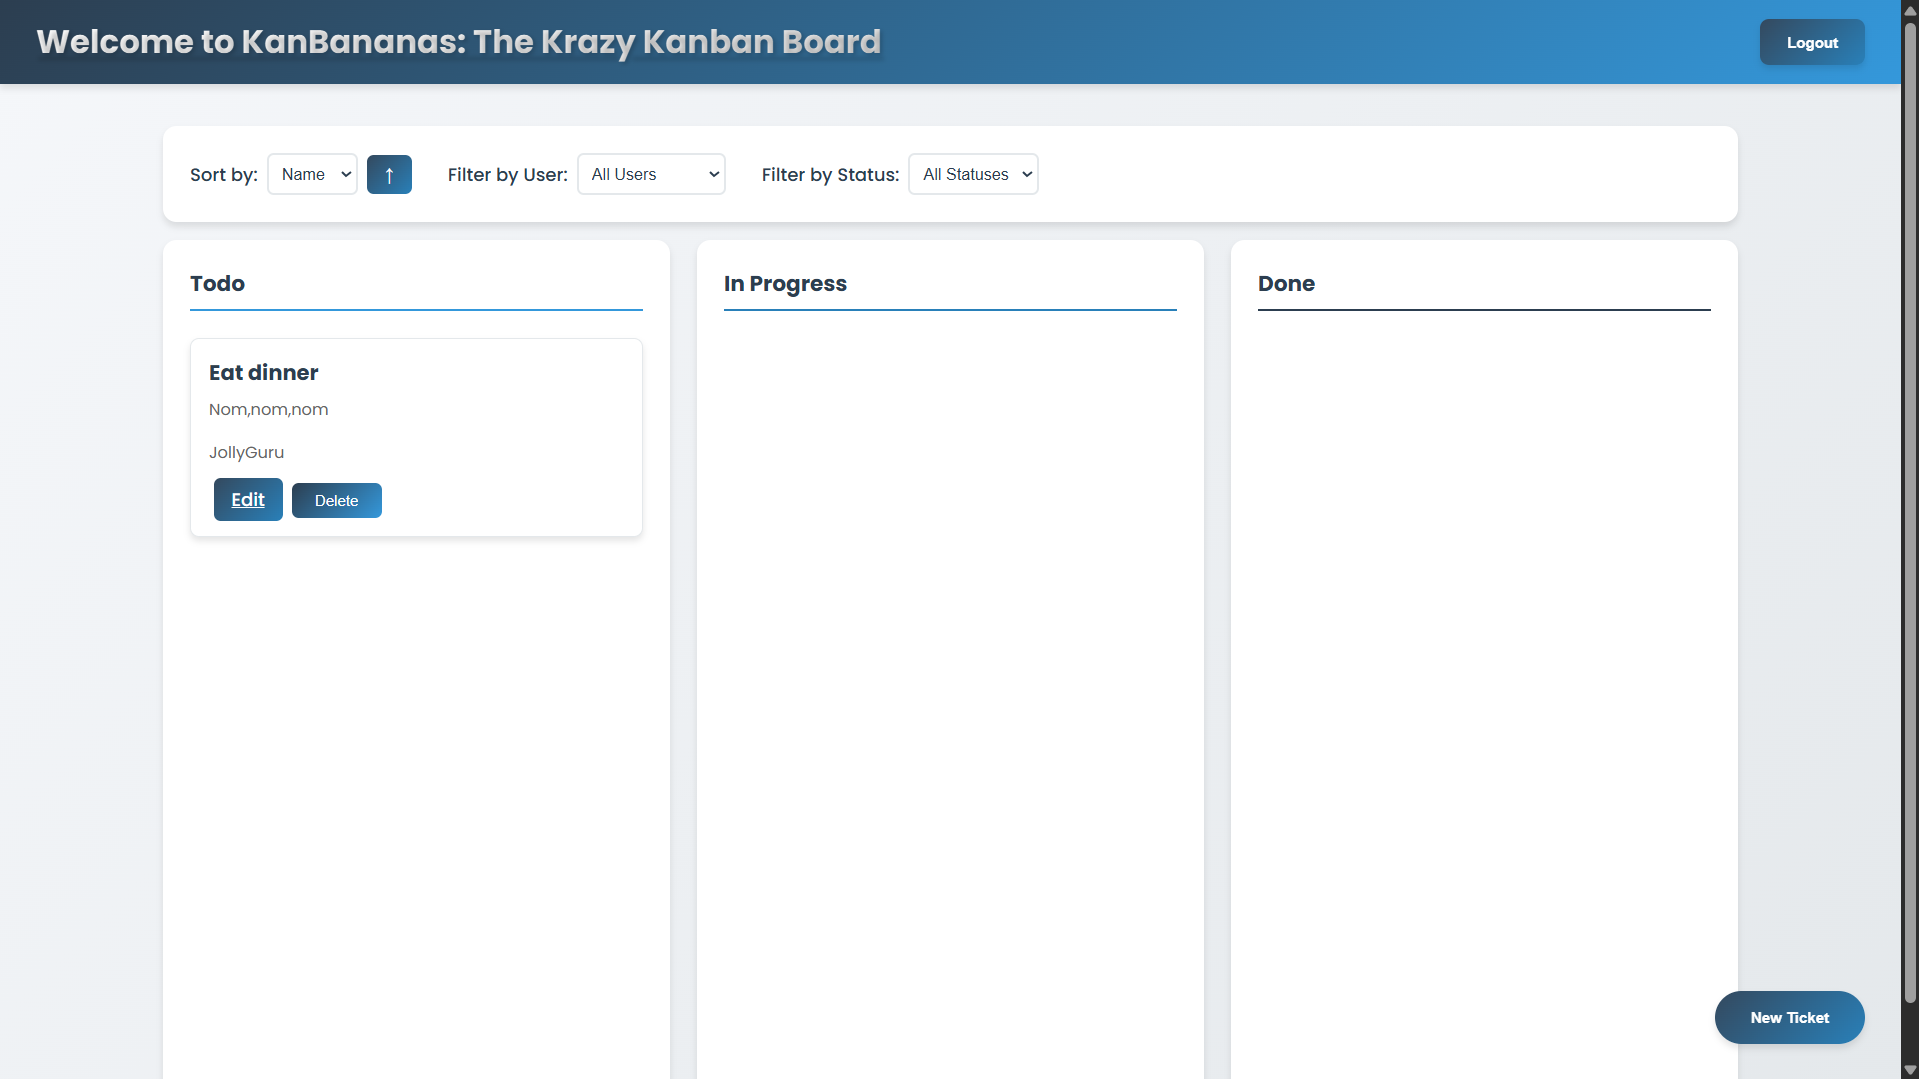 Welcome to KanBananas: The Krazy Kanban Board
Logout
Sort by: Name ↑ Filter by User: All Users Filter by Status: All Statuses
Todo
Eat dinner
Nom,nom,nom
JollyGuru
Edit Delete
In Progress
Done
New Ticket